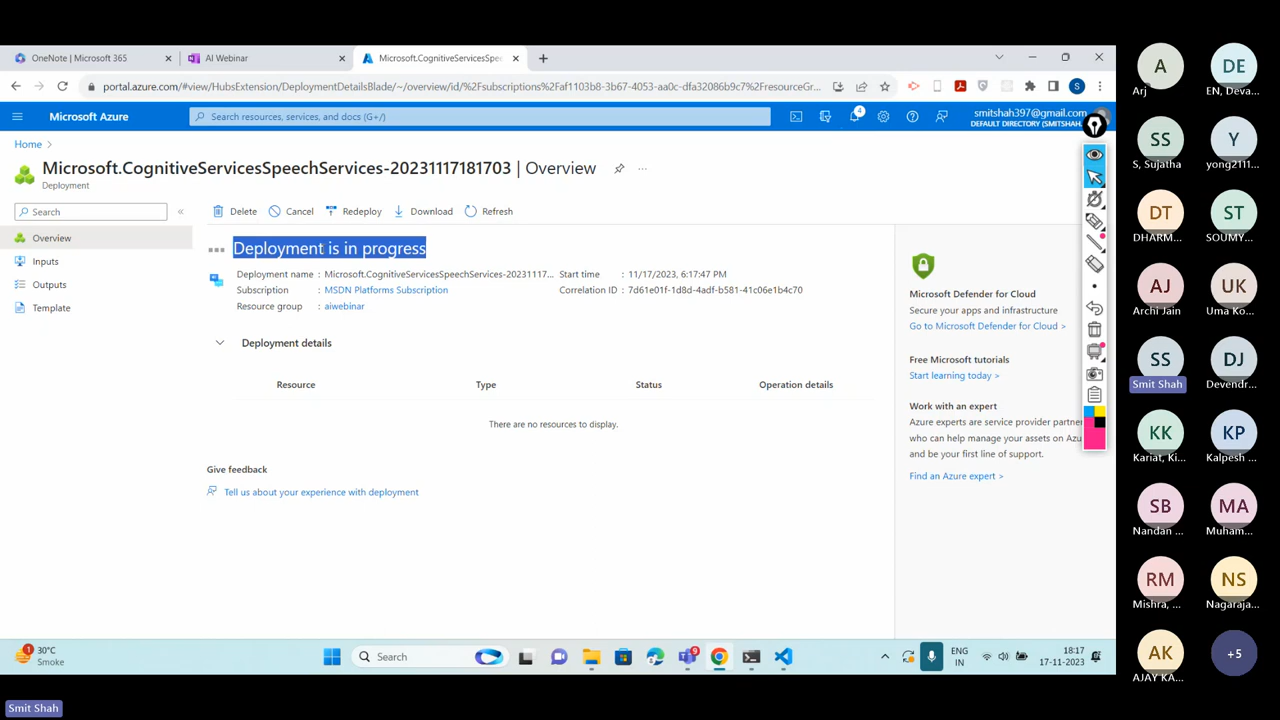 OneNote | Microsoft 365
AI Webinar
Microsoft.CognitiveServicesSpe
portal.azure.com/#view/HubsExtension/DeploymentDetailsBlade/~/overview/id/%2Fsubscriptions%2Faf1103b8-3b67-4053-aa0c-dfa32086b9c7%2FresourceGr...
Microsoft Azure
Search resources, services, and docs (G+/)
4
smitshah397@gmail.com
DEFAULT DIRECTORY (SMITSHAH.
Home
Microsoft.CognitiveServicesSpeechServices-20231117181703 | Overview
Deployment
Search
Delete
Cancel
Redeploy
Download
Refresh
Overview
Inputs
Outputs
Template
Deployment is in progress
Deployment name : Microsoft.CognitiveServicesSpeechServices-20231117...
Subscription : MSDN Platforms Subscription
Resource group : aiwebinar
Start time : 11/17/2023, 6:17:47 PM
Correlation ID : 7d61e01f-1d8d-4adf-b581-41c06e1b4c70
Deployment details
Resource Type Status Operation details
There are no resources to display.
Give feedback
Tell us about your experience with deployment
Microsoft Defender for Cloud
Secure your apps and infrastructure
Go to Microsoft Defender for Cloud >
Free Microsoft tutorials
Start learning today >
Work with an expert
Azure experts are service provider partne
who can help manage your assets on Azu
and be your first line of support.
Find an Azure expert >
1
30°C
Smoke
Search
9
ENG
IN
18:17
17-11-2023
A
Arj
DE
EN, Deva...
SS
S, Sujatha
Y
yong2111...
DT
DHARM...
ST
SOUMY...
AJ
Archi Jain
UK
Uma Ko...
SS
Smit Shah
DJ
Devendr...
KK
Kariat, Ki...
KP
Kalpesh ...
SB
Nandan ...
MA
Muham...
RM
Mishra, ...
NS
Nagaraja...
AK
AJAY KA...
+5
Smit Shah